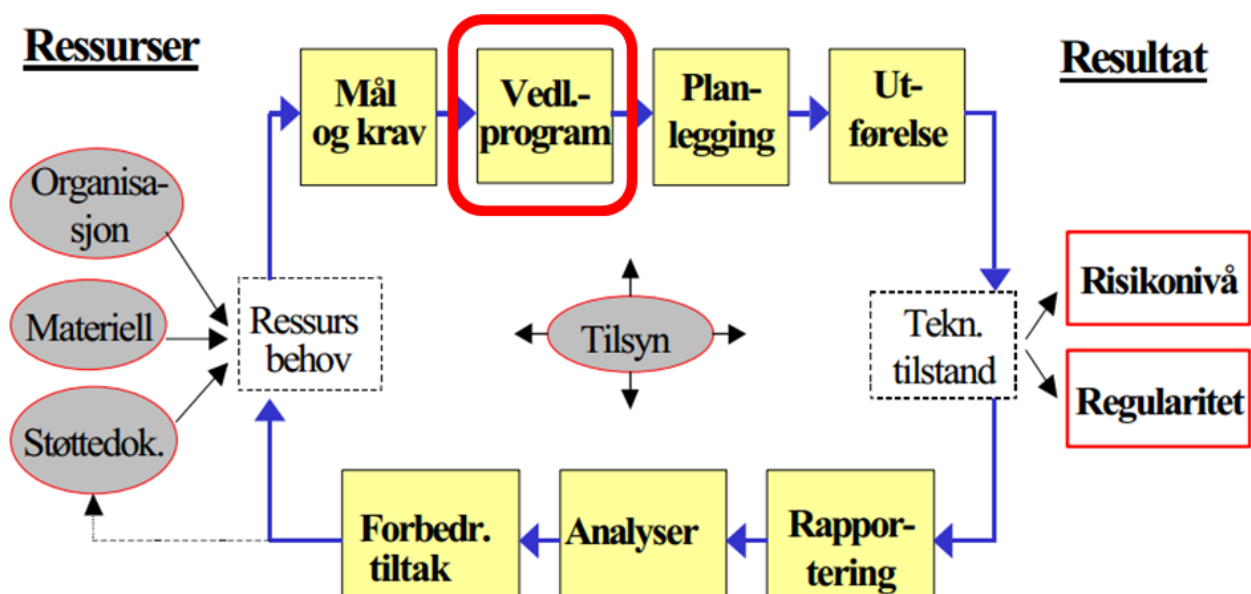 Ressurser
Mål
og krav
Vedl.-
program
Plan-
legging
Ut-
førelse
Resultat
Organisa-
sjon
Materiell
Støttedok.
Ressurs
behov
Tilsyn
Tekn.
tilstand
Risikonivå
Regularitet
Forbedr.
tiltak
Analyser
Rappor-
tering